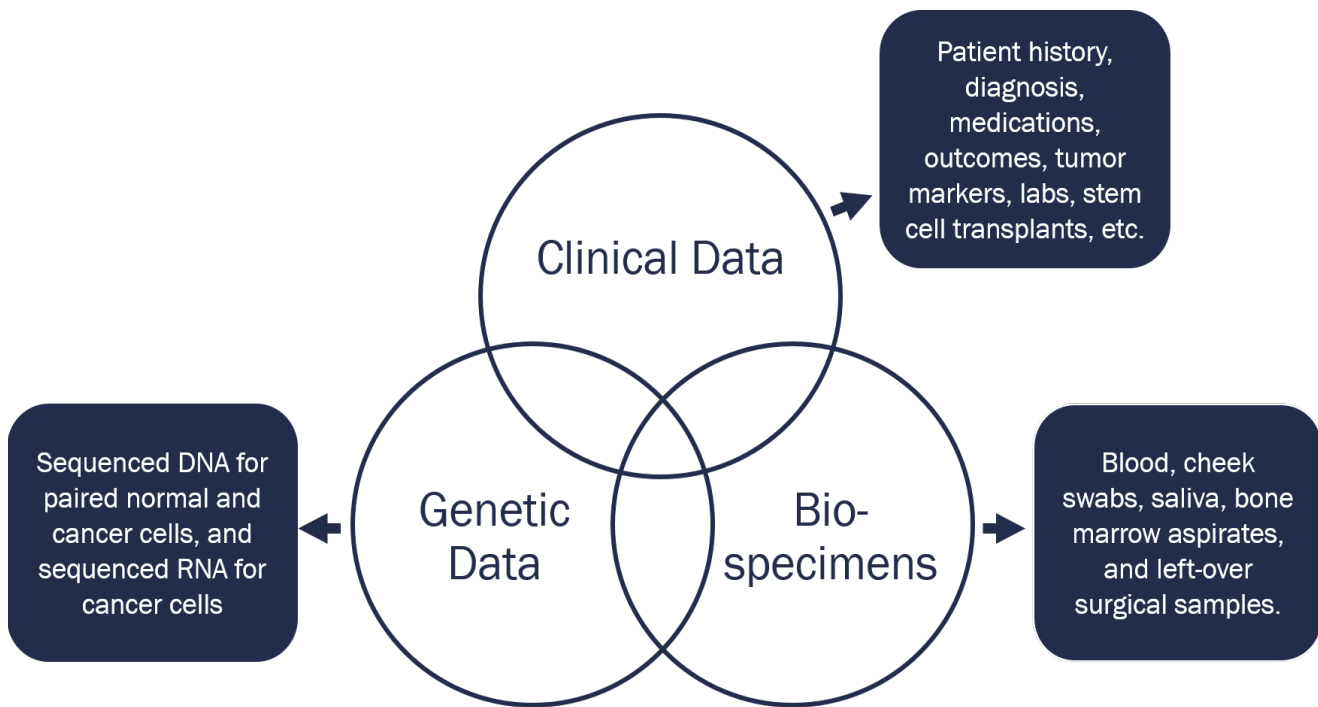 Patient history,
diagnosis,
medications,
outcomes, tumor
markers, labs, stem
cell transplants, etc.
Clinical Data
Sequenced DNA for
paired normal and
cancer cells, and
sequenced RNA for
cancer cells
Genetic
Data
Bio-
specimens
Blood, cheek
swabs, saliva, bone
marrow aspirates,
and left-over
surgical samples.